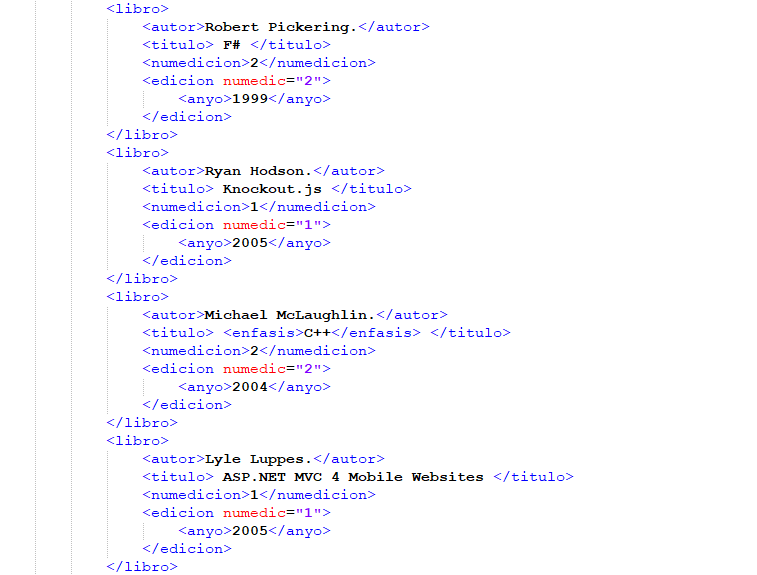 <libro>
<autor>Robert Pickering.</autor>
<titulo> F# </titulo>
<numedicion>2</numedicion>
<edicion numedic="2">
<anyo>1999</anyo>
</edicion>
</libro>
<libro>
<autor>Ryan Hodson.</autor>
<titulo> Knockout.js </titulo>
<numedicion>1</numedicion>
<edicion numedic="1">
<anyo>2005</anyo>
</edicion>
</libro>
<libro>
<autor>Michael McLaughlin.</autor>
<titulo> <enfasis>C++</enfasis> </titulo>
<numedicion>2</numedicion>
<edicion numedic="2">
<anyo>2004</anyo>
</edicion>
</libro>
<libro>
<autor>Lyle Luppes.</autor>
<titulo> ASP.NET MVC 4 Mobile Websites </titulo>
<numedicion>1</numedicion>
<edicion numedic="1">
<anyo>2005</anyo>
</edicion>
</libro>